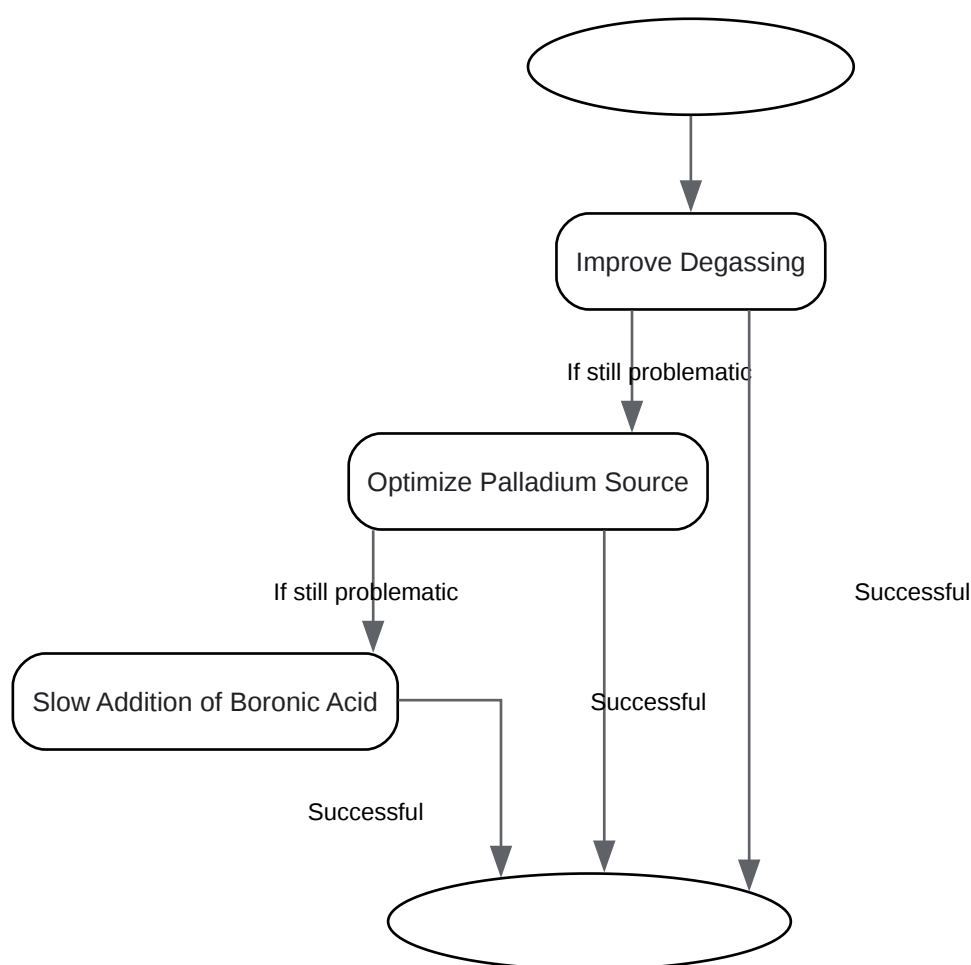 Improve Degassing
If still problematic
Optimize Palladium Source
If still problematic
Successful
Slow Addition of Boronic Acid
Successful
Successful